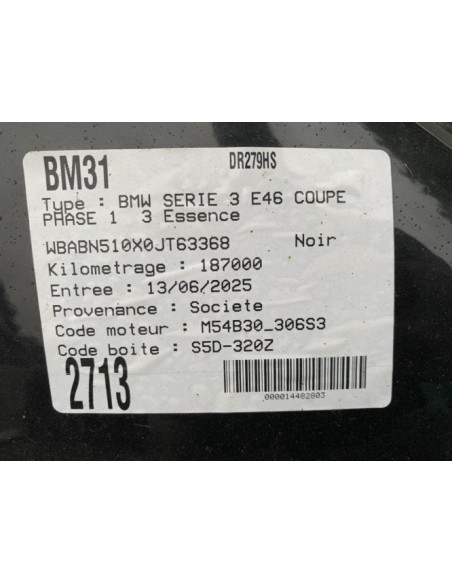 DR279HS
BM31
Type : BMW SERIE 3 E46 COUPE
PHASE 1 3 Essence
WBABN510X0JT63368 Noir
Kilometrage : 187000
Entree : 13/06/2025
Provenance : Societe
Code moteur : M54B30_306S3
Code boite : S5D-320Z
2713
000014482803